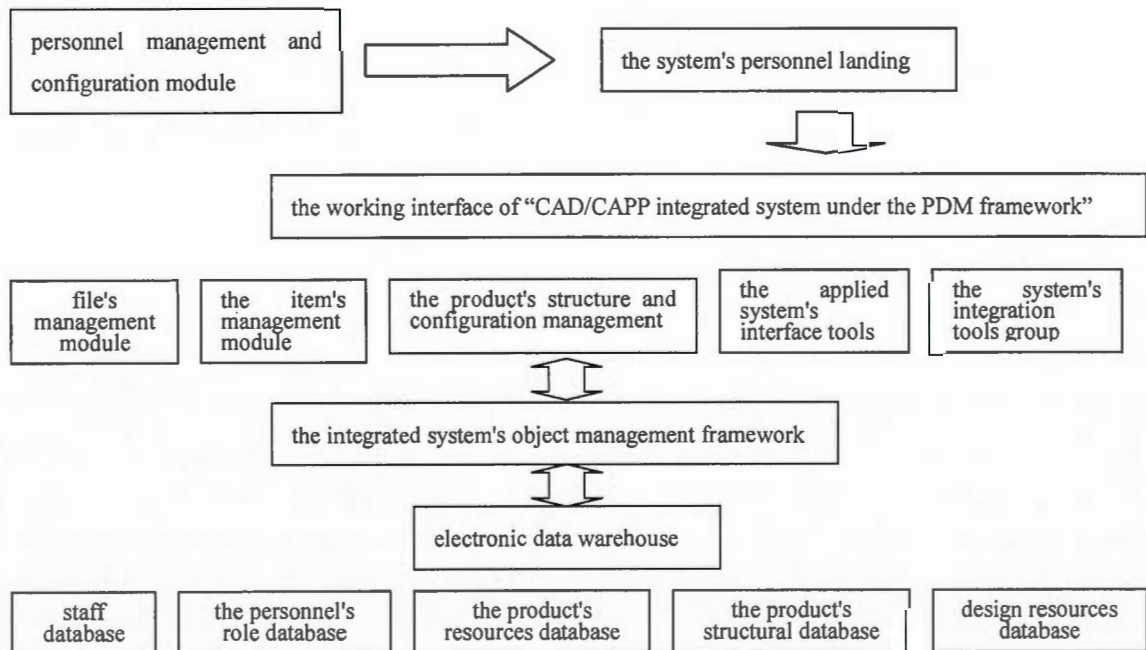 personnel management and
configuration module
the system's personnel landing
the working interface of “CAD/CAPP integrated system under the PDM framework”
file's
management
module
the item's
management
module
the product's structure and
configuration management
the applied
system's
interface tools
the system's
integration
tools group
the integrated system's object management framework
electronic data warehouse
staff
database
the personnel's
role database
the product's
resources database
the product's
structural database
design resources
database